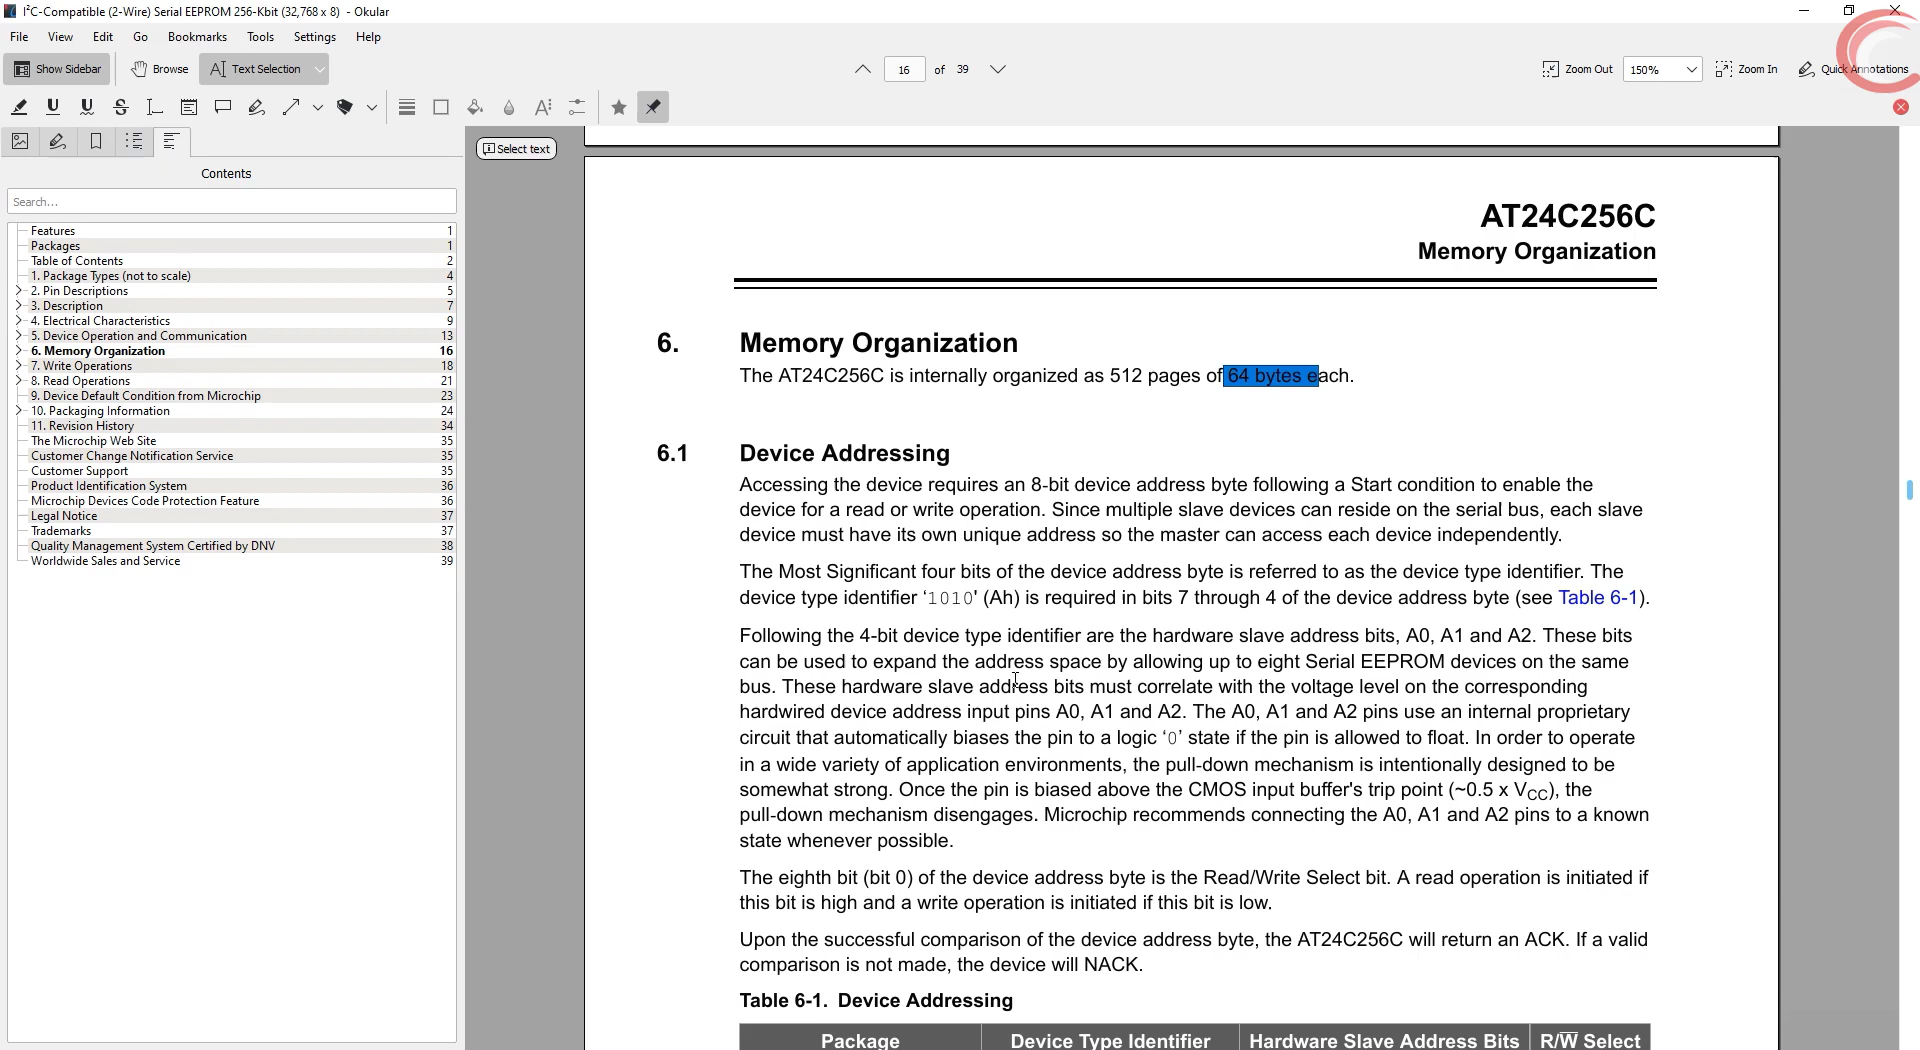 I²C-Compatible (2-Wire) Serial EEPROM 256-Kbit (32,768 x 8) - Okular
File View Edit Go Bookmarks Tools Settings Help
Show Sidebar Browse Text Selection 16 of 39 Zoom Out 150% Zoom In Quick Annotations
Select text
Contents
Search...
Features 1
Packages 1
Table of Contents 2
1. Package Types (not to scale) 4
2. Pin Descriptions 5
3. Description 7
4. Electrical Characteristics 9
5. Device Operation and Communication 13
6. Memory Organization 16
7. Write Operations 18
8. Read Operations 21
9. Device Default Condition from Microchip 23
10. Packaging Information 24
11. Revision History 34
The Microchip Web Site 35
Customer Change Notification Service 35
Customer Support 35
Product Identification System 36
Microchip Devices Code Protection Feature 36
Legal Notice 37
Trademarks 37
Quality Management System Certified by DNV 38
Worldwide Sales and Service 39
AT24C256C
Memory Organization
6. Memory Organization
The AT24C256C is internally organized as 512 pages of 64 bytes each.
6.1 Device Addressing
Accessing the device requires an 8-bit device address byte following a Start condition to enable the
device for a read or write operation. Since multiple slave devices can reside on the serial bus, each slave
device must have its own unique address so the master can access each device independently.
The Most Significant four bits of the device address byte is referred to as the device type identifier. The
device type identifier ‘1010' (Ah) is required in bits 7 through 4 of the device address byte (see Table 6-1).
Following the 4-bit device type identifier are the hardware slave address bits, A0, A1 and A2. These bits
can be used to expand the address space by allowing up to eight Serial EEPROM devices on the same
bus. These hardware slave address bits must correlate with the voltage level on the corresponding
hardwired device address input pins A0, A1 and A2. The A0, A1 and A2 pins use an internal proprietary
circuit that automatically biases the pin to a logic ‘0’ state if the pin is allowed to float. In order to operate
in a wide variety of application environments, the pull-down mechanism is intentionally designed to be
somewhat strong. Once the pin is biased above the CMOS input buffer's trip point (~0.5 x VCC), the
pull-down mechanism disengages. Microchip recommends connecting the A0, A1 and A2 pins to a known
state whenever possible.
The eighth bit (bit 0) of the device address byte is the Read/Write Select bit. A read operation is initiated if
this bit is high and a write operation is initiated if this bit is low.
Upon the successful comparison of the device address byte, the AT24C256C will return an ACK. If a valid
comparison is not made, the device will NACK.
Table 6-1. Device Addressing
Package Device Type Identifier Hardware Slave Address Bits R/W̅ Select